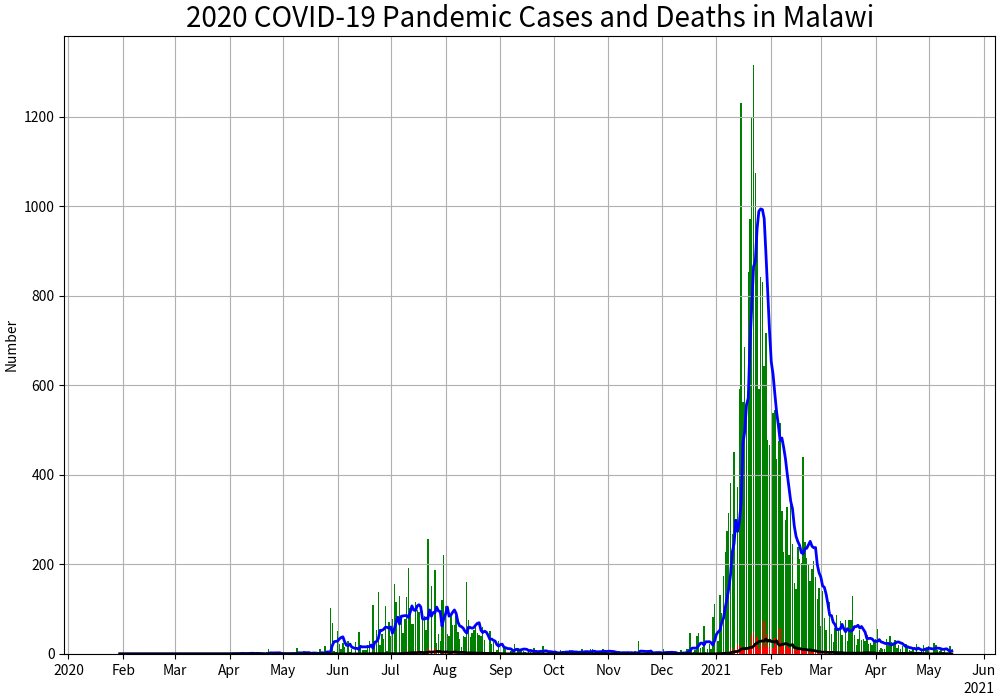 2020 COVID-19 Pandemic Cases and Deaths in Malawi
Number
1200
1000
800
600
400
200
0
2020 Feb Mar Apr May Jun Jul Aug Sep Oct Nov Dec 2021 Feb Mar Apr May Jun
2021